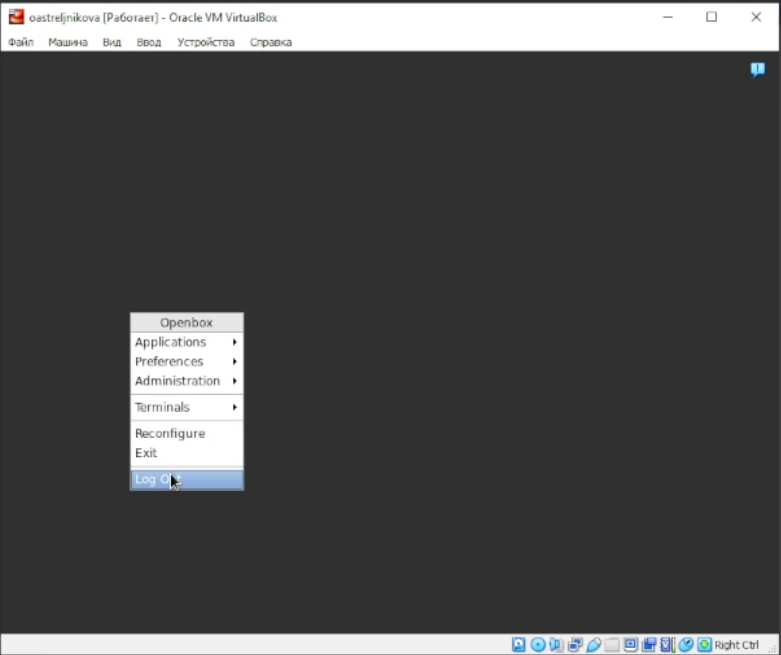 oastreljnikova [Работает] - Oracle VM VirtualBox
Файл Машина Вид Ввод Устройства Справка
Openbox
Applications
Preferences
Administration
Terminals
Reconfigure
Exit
Log Out
Right Ctrl